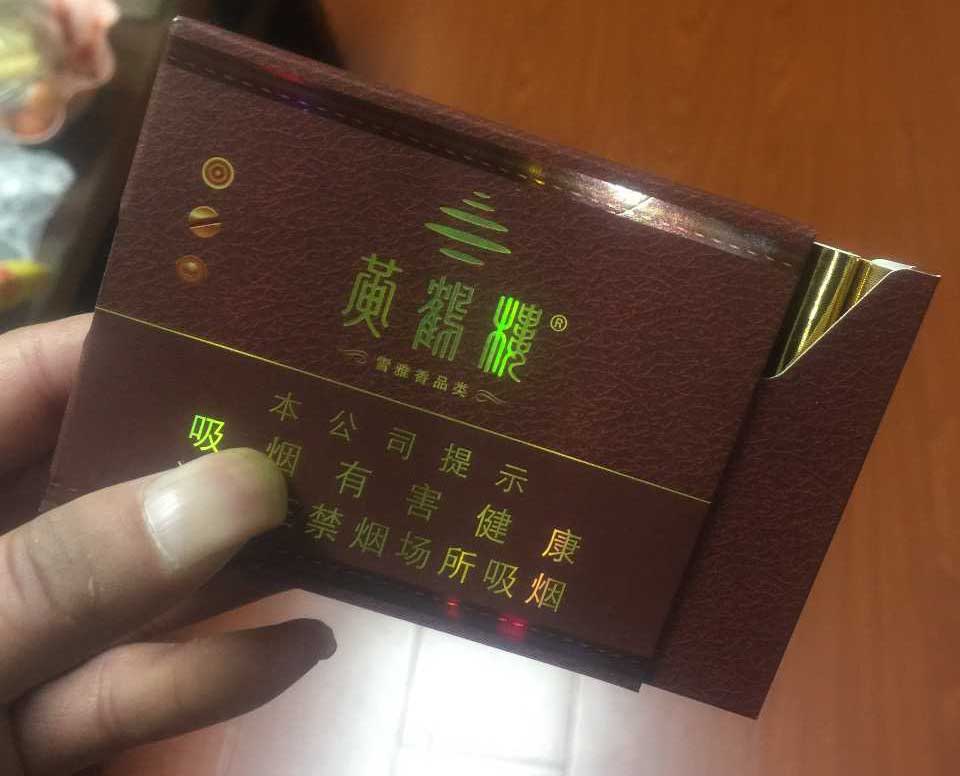 黄鹤楼®
雪雅香品类
本公司提示
吸烟有害健康
在禁烟场所吸烟